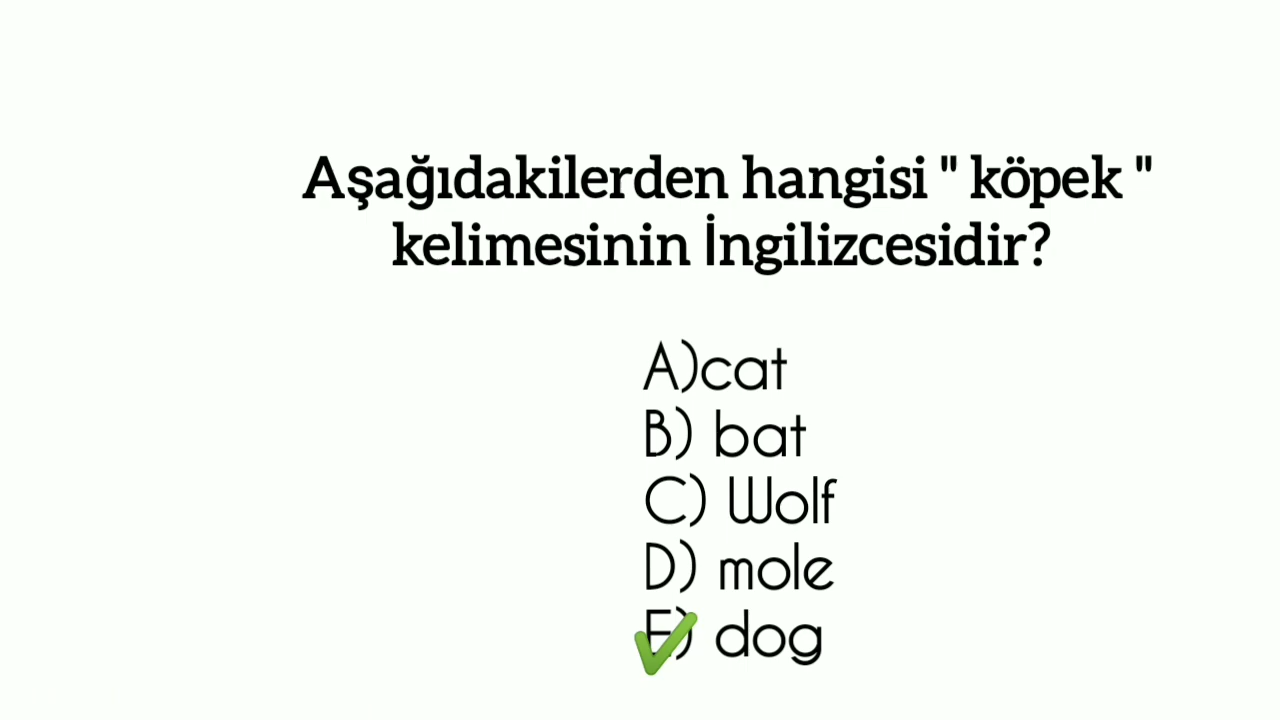 Aşağıdakilerden hangisi " köpek "
kelimesinin İngilizcesidir?
A)cat
B) bat
C) Wolf
D) mole
E) dog